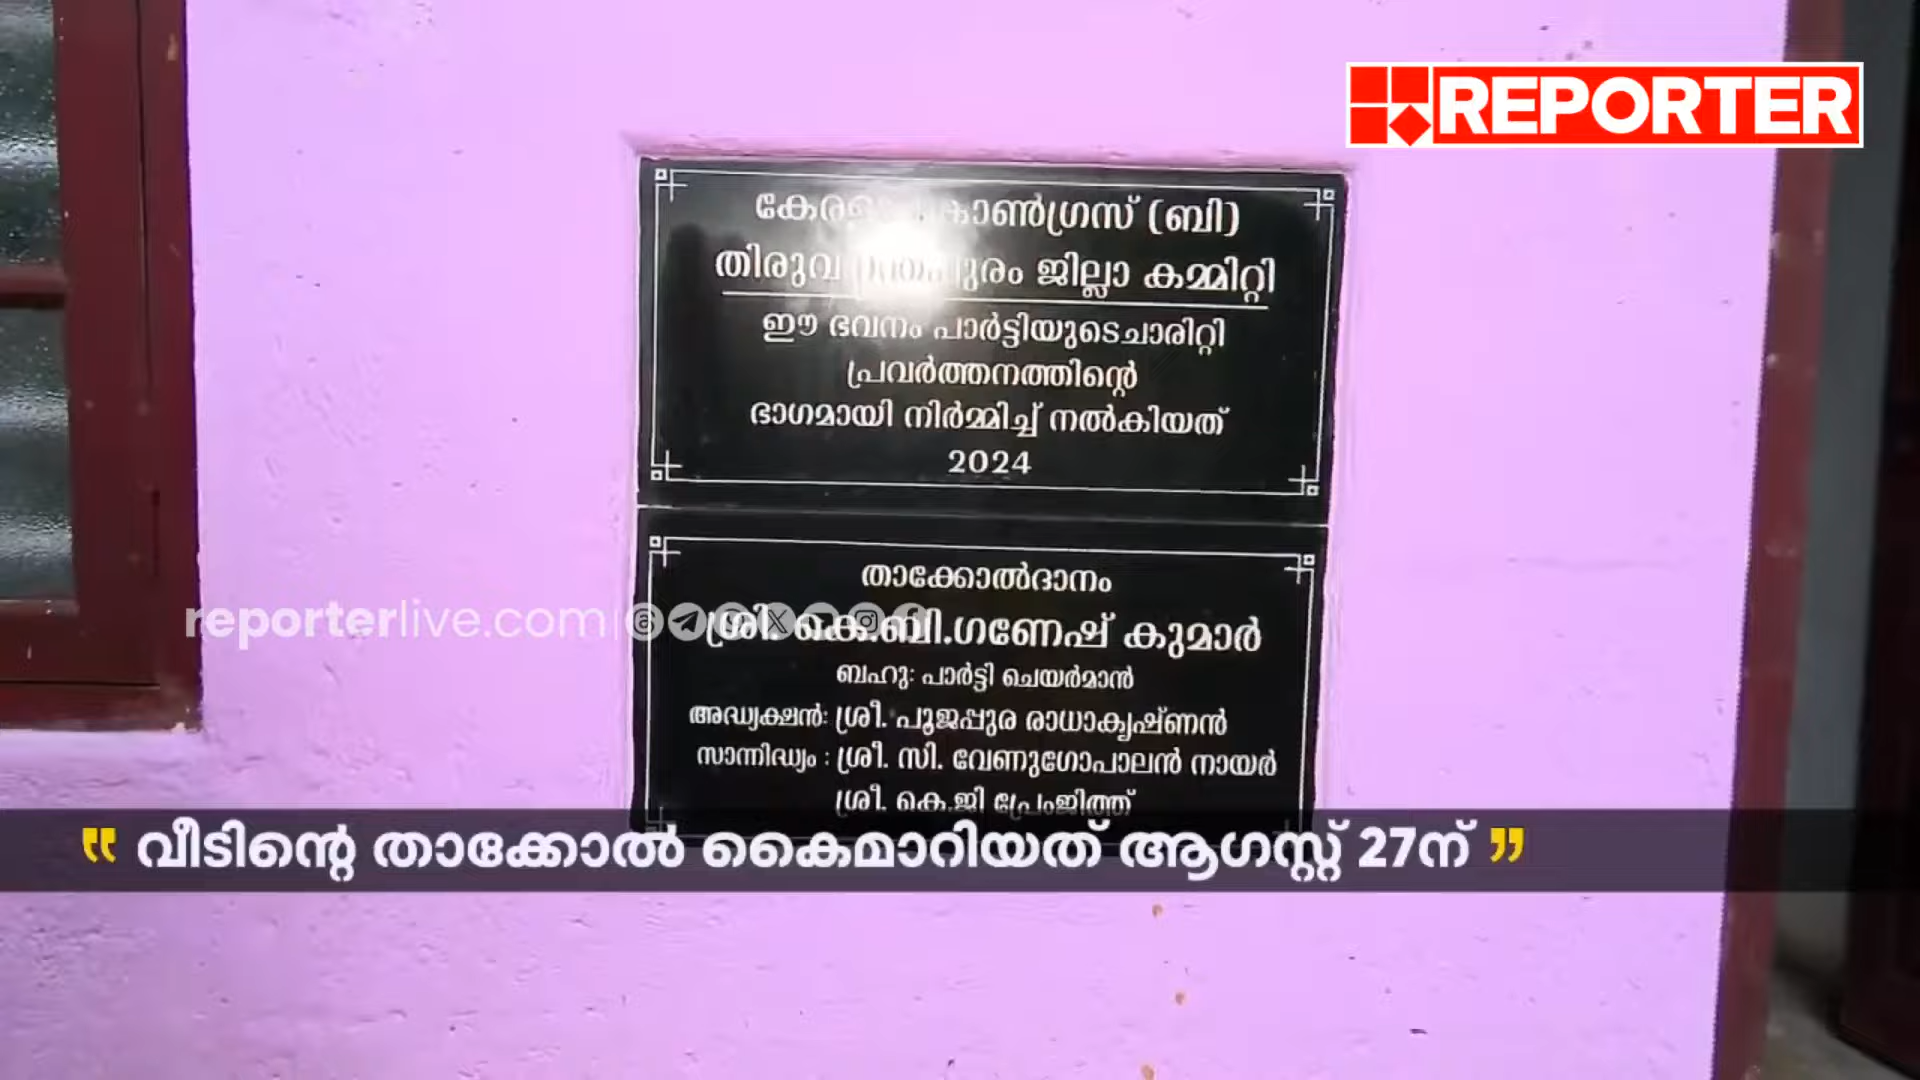 REPORTER
കോൺഗ്രസ് (ബി)
ജില്ലാ കമ്മിറ്റി
ഈ ഭവനം പാർട്ടിയുടെചാരിറ്റി
പ്രവർത്തനത്തിന്റെ
ഭാഗമായി നിർമ്മിച്ച് നൽകിയത്
2024
താക്കോൽദാനം
reporterlive.com
ശ്രീ. കെ.ബി.ഗണേഷ് കുമാർ
ബഹു: പാർട്ടി ചെയർമാൻ
അദ്ധ്യക്ഷൻ: ശ്രീ. പൂജപ്പുര രാധാകൃഷ്ണൻ
സാന്നിദ്ധ്യം : ശ്രീ. സി. വേണുഗോപാലൻ നായർ
ശ്രീ. കെ.ജി പ്രേംജിത്ത്
" വീടിന്റെ താക്കോൽ കൈമാറിയത് ആഗസ്റ്റ് 27ന് "